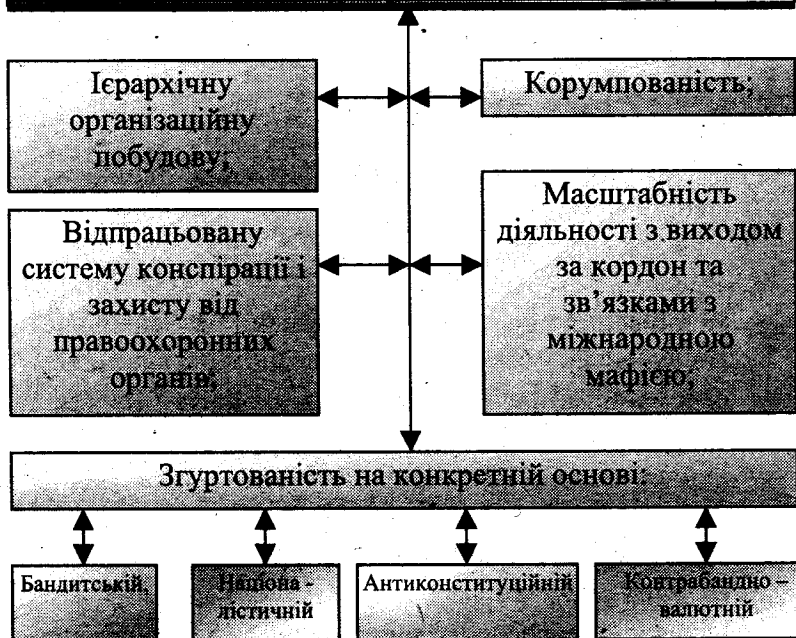 Ієрархічну
організаційну
побудову;
Корумпованість;
Відпрацьовану
систему конспірації і
захисту від
правоохоронних
органів;
Масштабність
діяльності з виходом
за кордон та
зв’язками з
міжнародною
мафією;
Згуртованість на конкретній основі:
Бандитській,
Націона -
лістичній
Антиконституційній
Контрабандно –
валютній